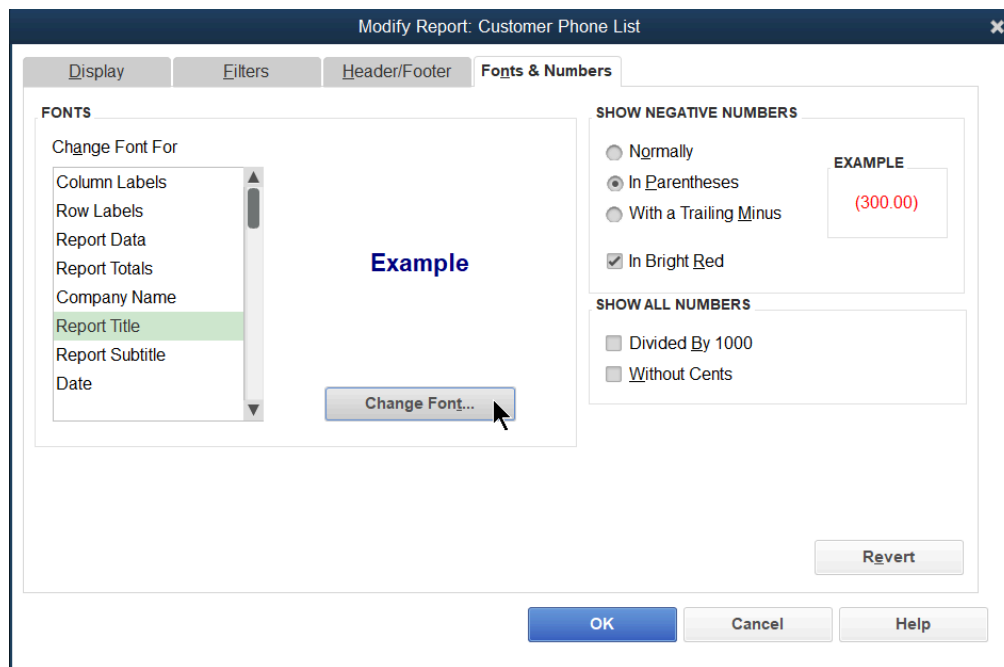 Modify Report: Customer Phone List
Display
Filters
Header/Footer
Fonts & Numbers
FONTS
Change Font For
Column Labels
Row Labels
Report Data
Report Totals
Company Name
Report Title
Report Subtitle
Date
Example
Change Font...
SHOW NEGATIVE NUMBERS
Normally
In Parentheses
With a Trailing Minus
In Bright Red
EXAMPLE
(300.00)
SHOW ALL NUMBERS
Divided By 1000
Without Cents
Revert
OK
Cancel
Help